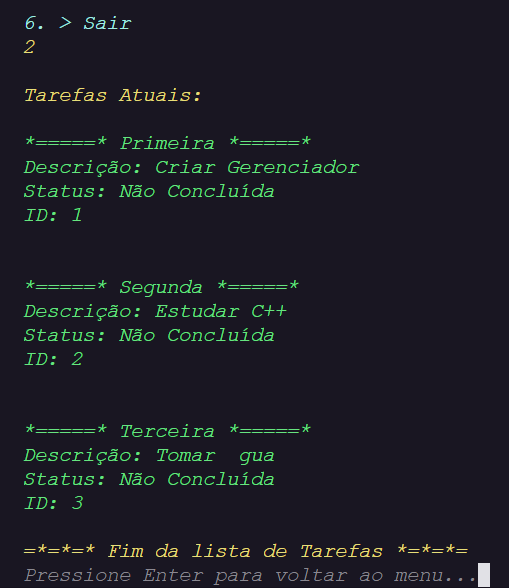 6. > Sair
2
Tarefas Atuais:
*=====* Primeira *=====*
Descrição: Criar Gerenciador
Status: Não Concluída
ID: 1
*=====* Segunda *=====*
Descrição: Estudar C++
Status: Não Concluída
ID: 2
*=====* Terceira *=====*
Descrição: Tomar  gua
Status: Não Concluída
ID: 3
=*=*=* Fim da lista de Tarefas *=*=*=
Pressione Enter para voltar ao menu...